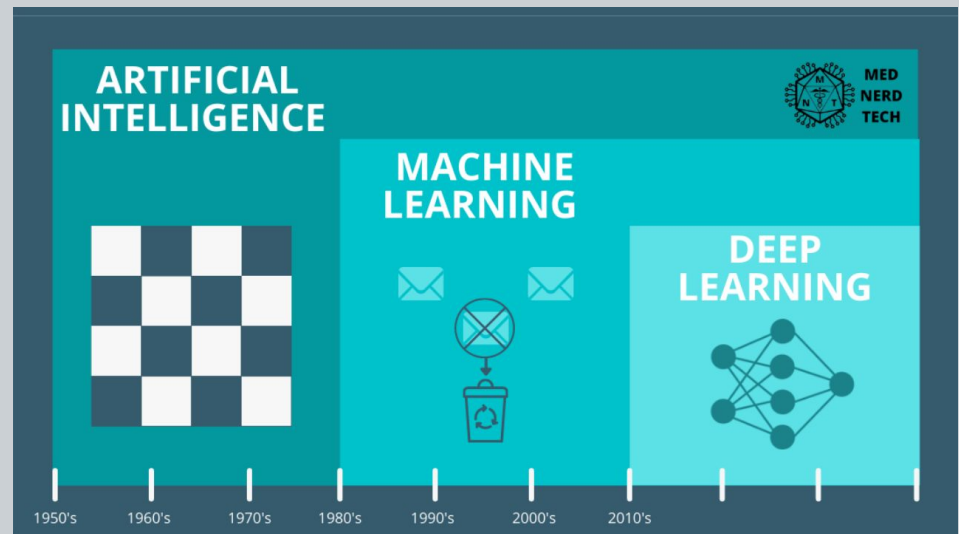 ARTIFICIAL
INTELLIGENCE
M
N T
MED
NERD
TECH
MACHINE
LEARNING
DEEP
LEARNING
1950's 1960's 1970's 1980's 1990's 2000's 2010's